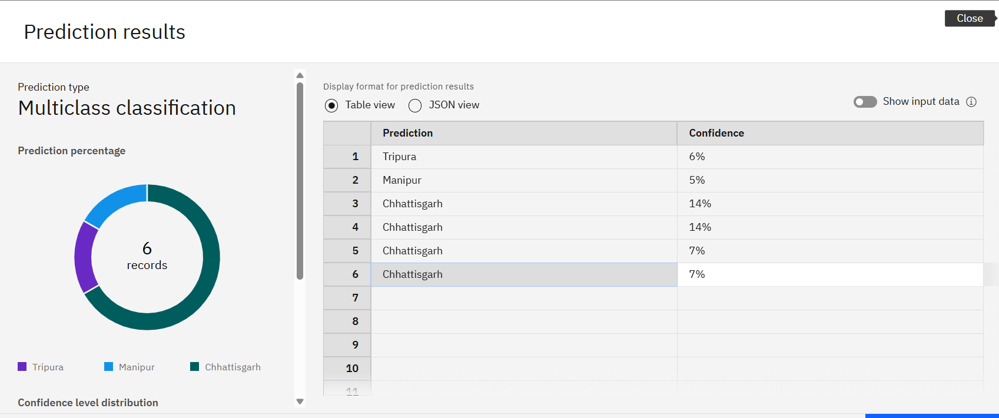 Close
Prediction results
Prediction type
Multiclass classification
Prediction percentage
6
records
Tripura Manipur Chhattisgarh
Confidence level distribution
Display format for prediction results
Table view JSON view
Show input data
Prediction Confidence
1 Tripura 6%
2 Manipur 5%
3 Chhattisgarh 14%
4 Chhattisgarh 14%
5 Chhattisgarh 7%
6 Chhattisgarh 7%
7
8
9
10
11